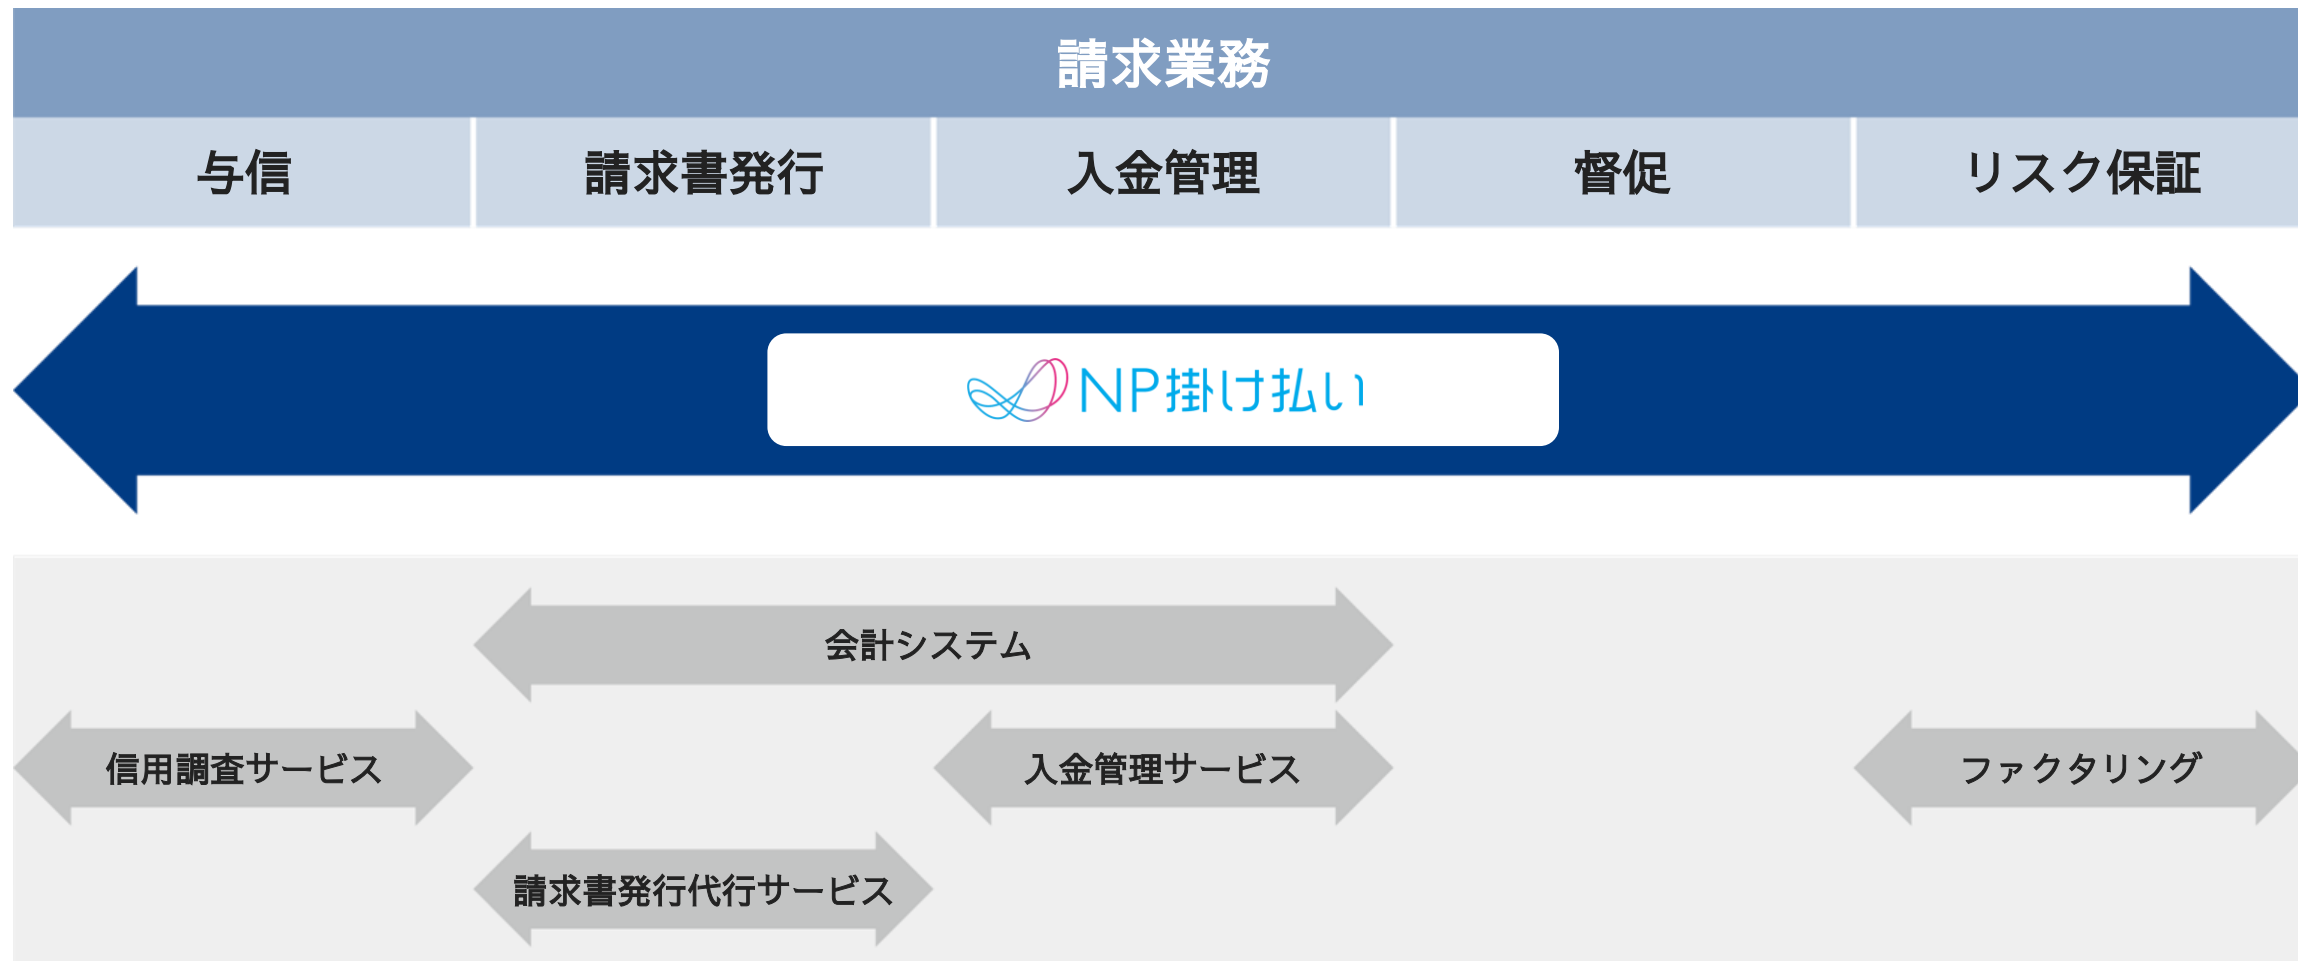 請求業務
与信
請求書発行
入金管理
督促
リスク保証
NP掛け払い
会計システム
信用調査サービス
入金管理サービス
ファクタリング
請求書発行代行サービス